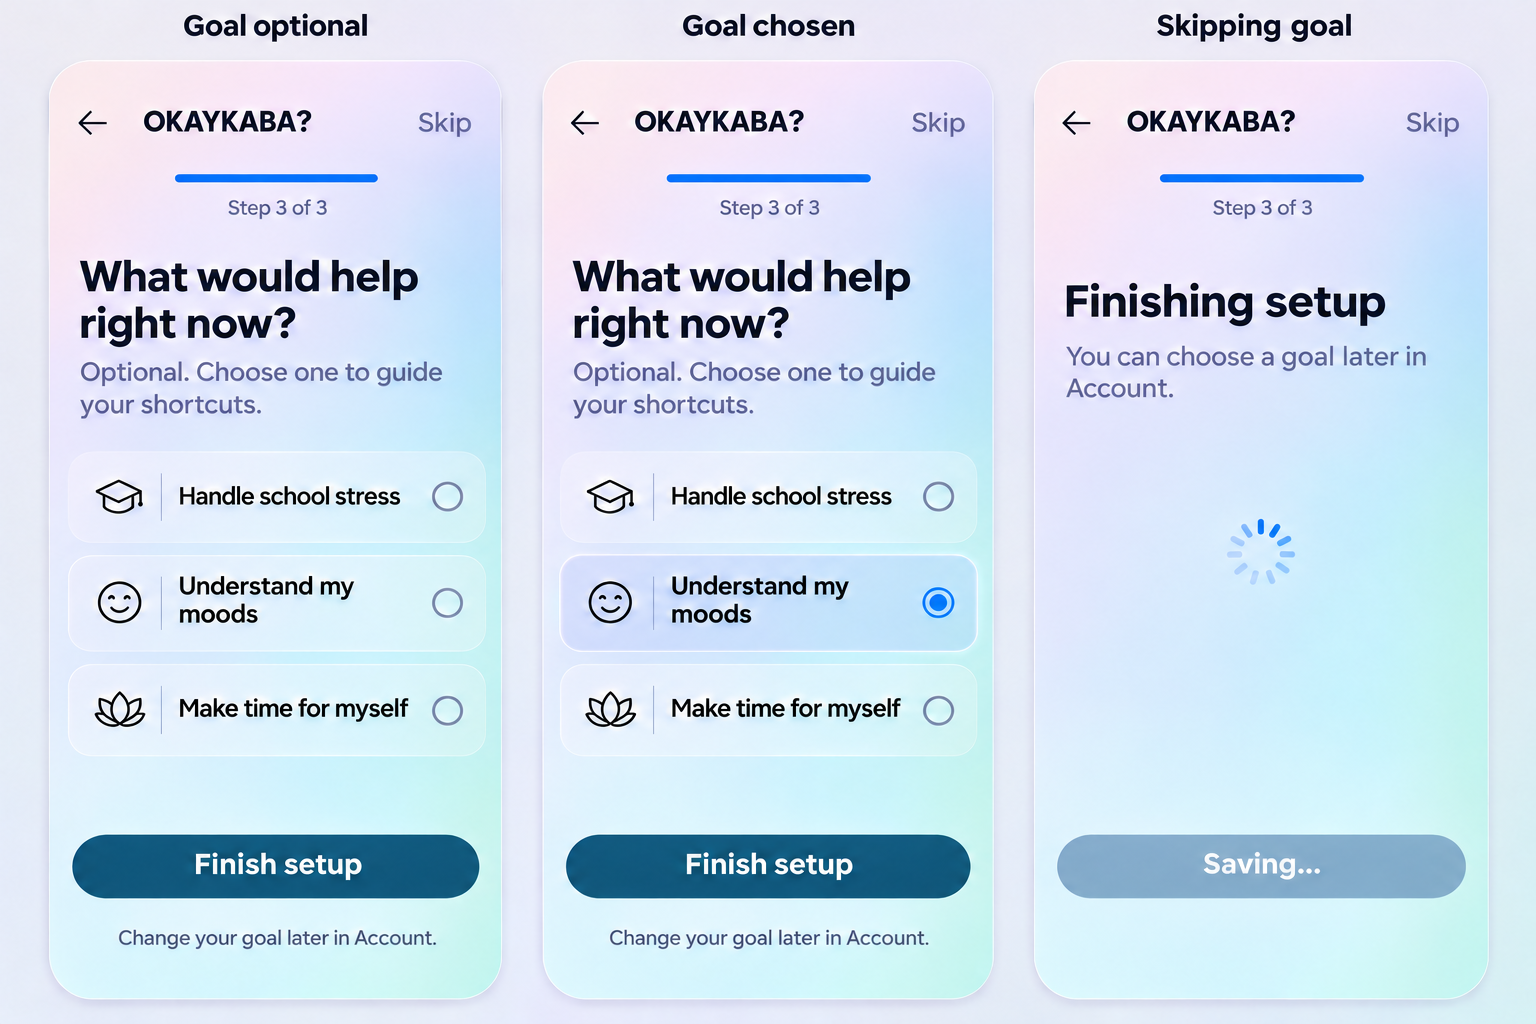 Goal optional
OKAYKABA?
Skip
Step 3 of 3
What would help
right now?
Optional. Choose one to guide
your shortcuts.
Handle school stress
Understand my
moods
Make time for myself
Finish setup
Change your goal later in Account.
Goal chosen
OKAYKABA?
Skip
Step 3 of 3
What would help
right now?
Optional. Choose one to guide
your shortcuts.
Handle school stress
Understand my
moods
Make time for myself
Finish setup
Change your goal later in Account.
Skipping goal
OKAYKABA?
Skip
Step 3 of 3
Finishing setup
You can choose a goal later in
Account.
Saving...